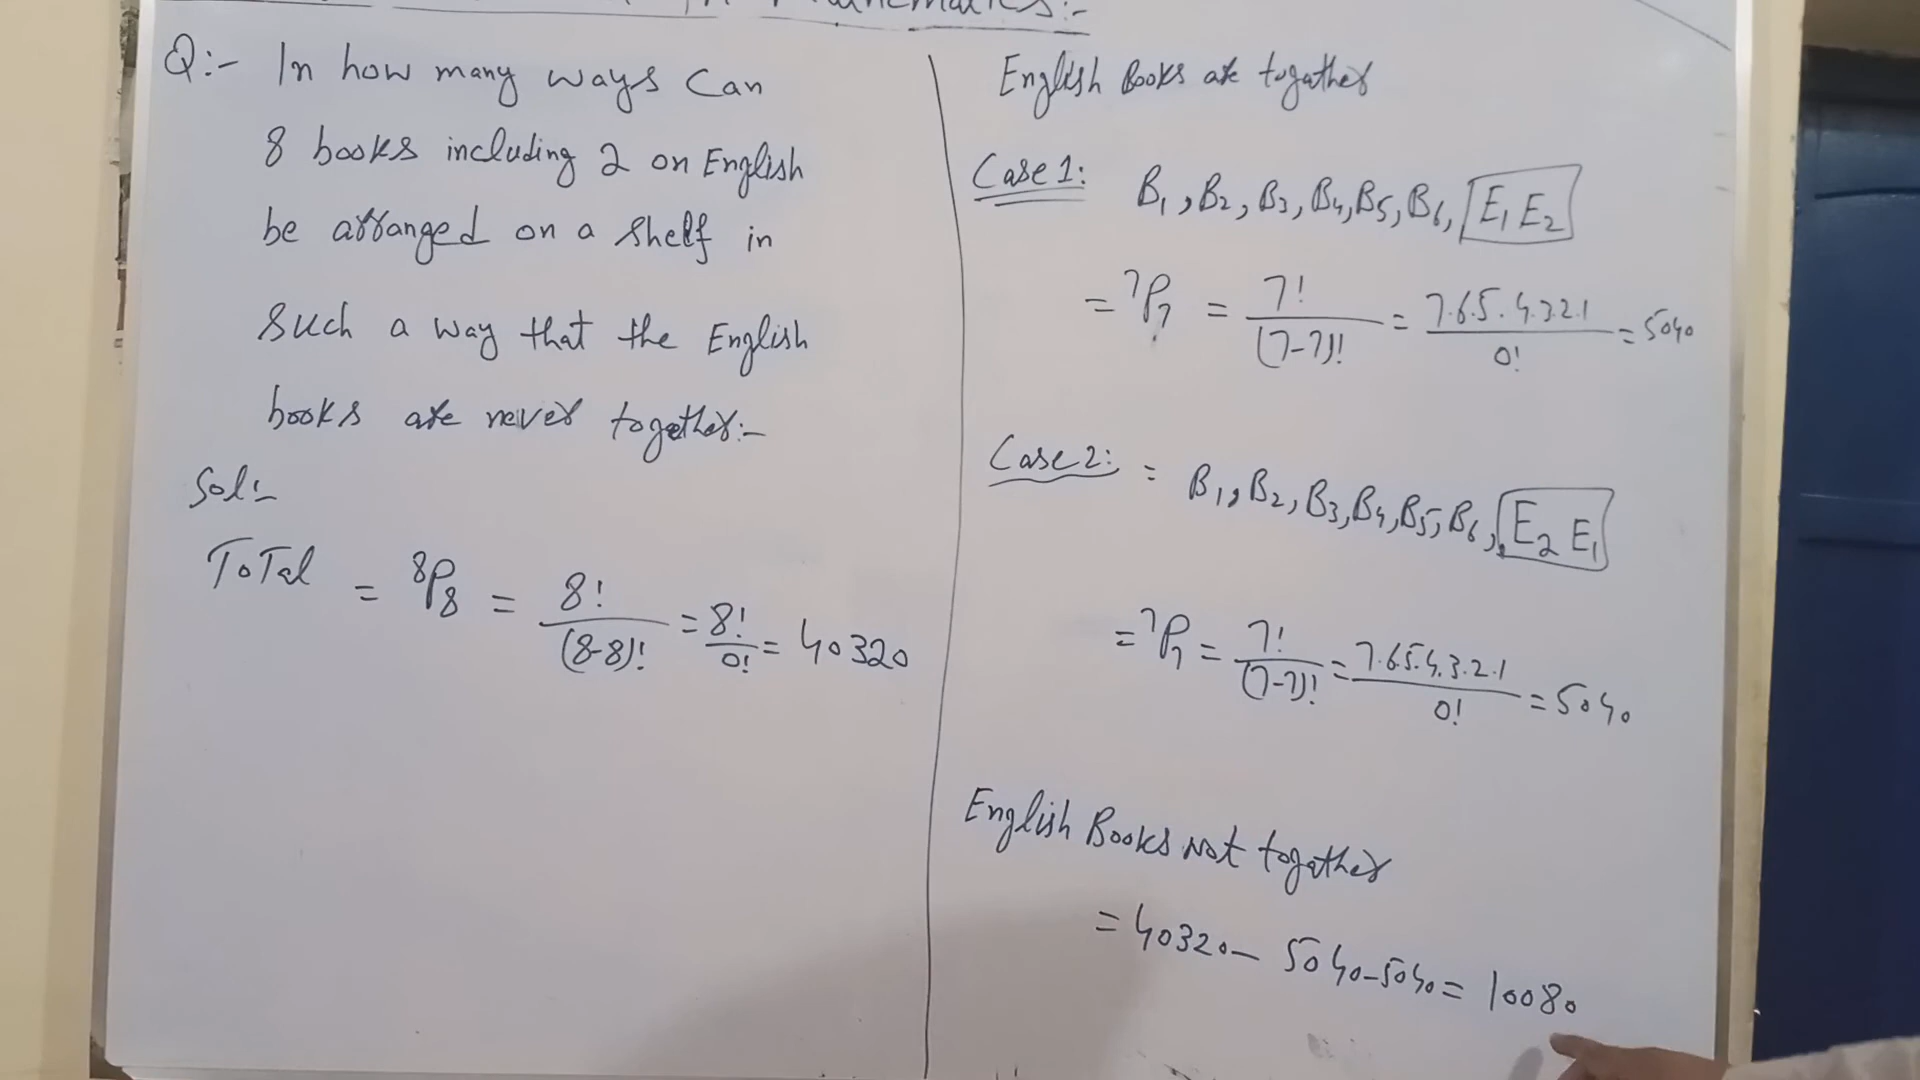 Mathematics:-
Q:- In how many ways Can
8 books including 2 on English
be arranged on a shelf in
such a way that the English
books are never together:-
Sol:-
ToTal = ⁸P₈ = 8!/(8-8)! = 8!/0! = 40320
English Books are togather
Case 1: B₁, B₂, B₃, B₄, B₅, B₆, E₁ E₂
= ⁷P₇ = 7!/(7-7)! = 7.6.5.4.3.2.1/0! = 5040
Case 2: = B₁, B₂, B₃, B₄, B₅, B₆, E₂ E₁
= ⁷P₇ = 7!/(7-7)! = 7.6.5.4.3.2.1/0! = 5040
English Books Not togather
= 40320 - 5040 - 5040 = 10080